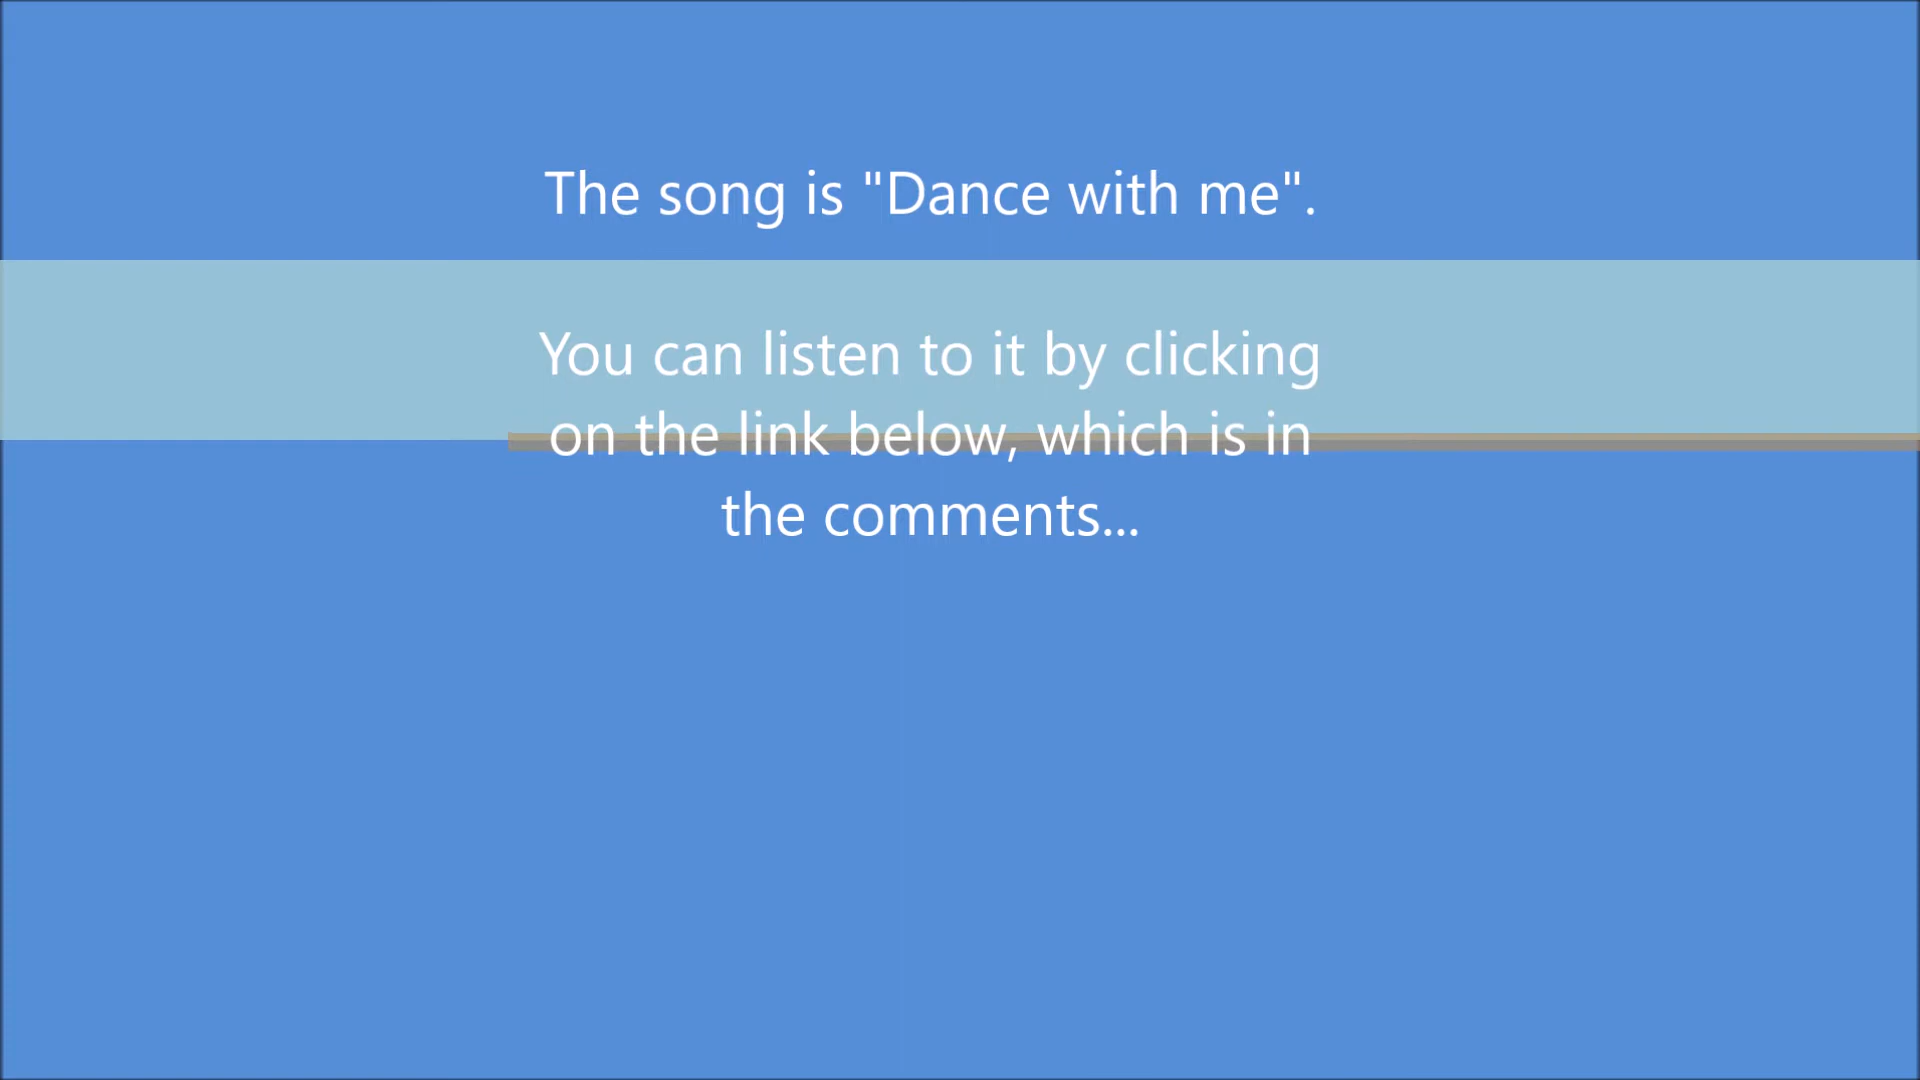 The song is "Dance with me".
You can listen to it by clicking
on the link below, which is in
the comments...